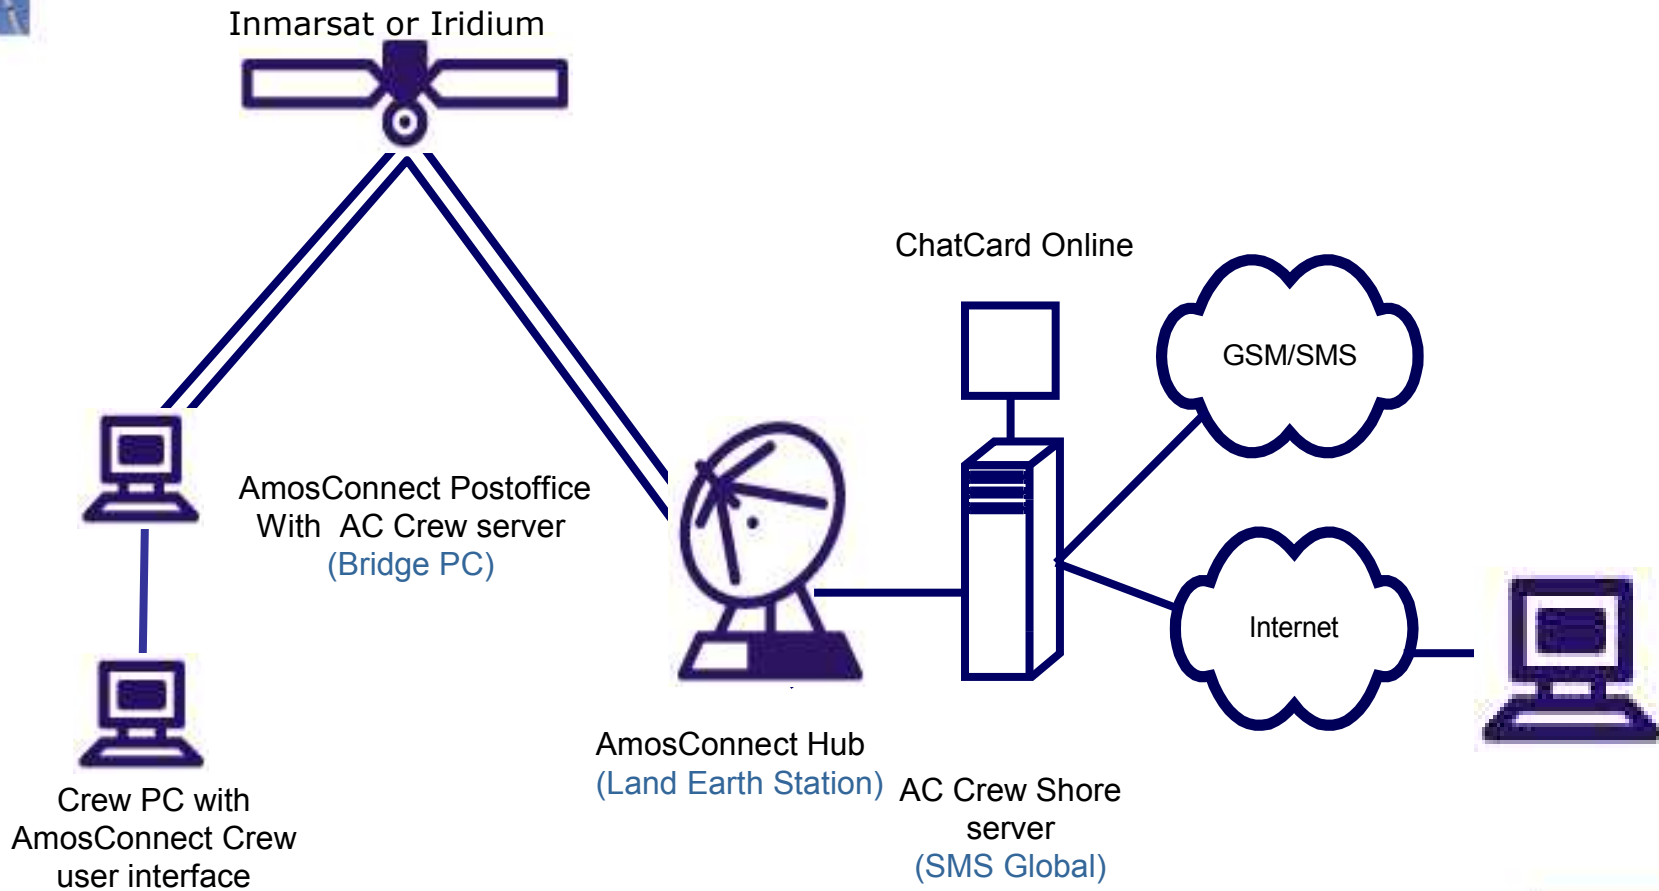 Inmarsat or Iridium
ChatCard Online
GSM/SMS
AmosConnect Postoffice
With AC Crew server
(Bridge PC)
Internet
AmosConnect Hub
(Land Earth Station)
AC Crew Shore
server
(SMS Global)
Crew PC with
AmosConnect Crew
user interface